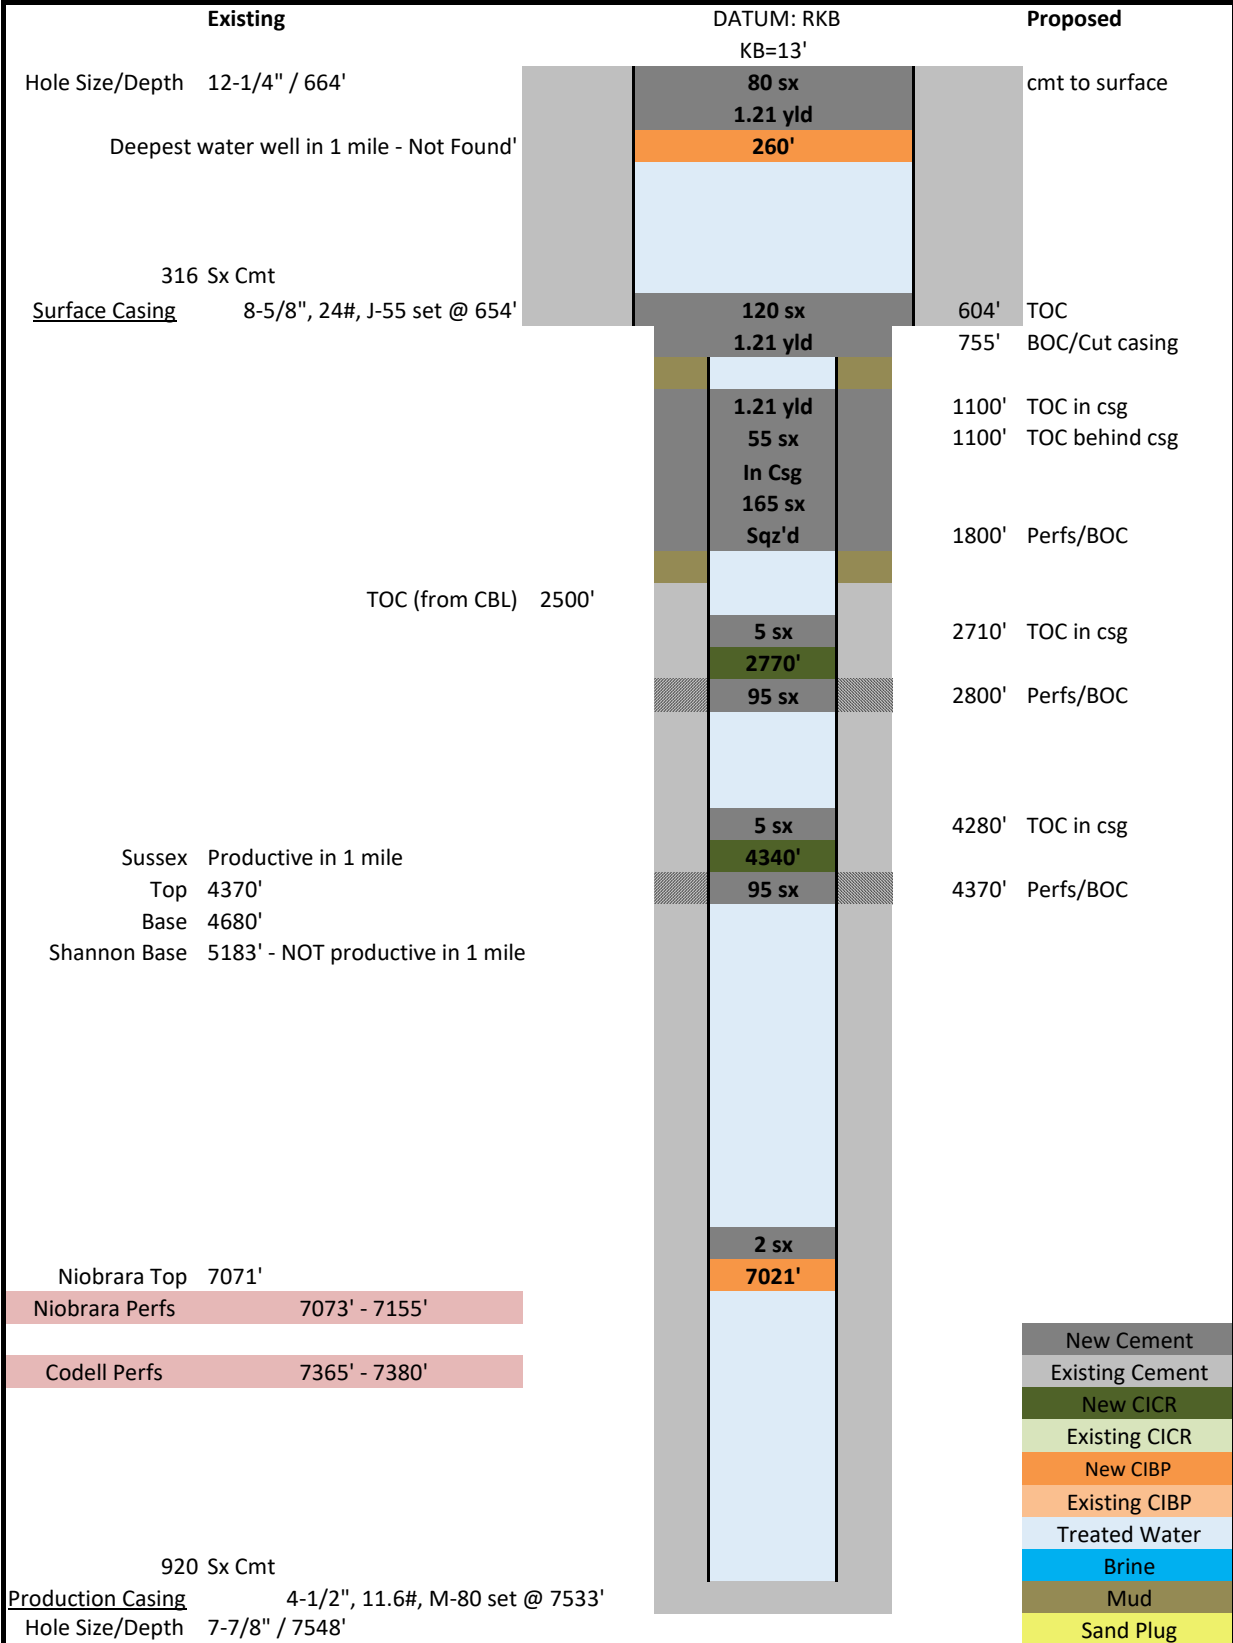 Existing DATUM: RKB Proposed
KB=13'
Hole Size/Depth 12-1/4" / 664' 80 sx cmt to surface
1.21 yld
Deepest water well in 1 mile - Not Found' 260'
316 Sx Cmt
Surface Casing 8-5/8", 24#, J-55 set @ 654' 120 sx 604' TOC
1.21 yld 755' BOC/Cut casing
1.21 yld 1100' TOC in csg
55 sx 1100' TOC behind csg
In Csg
165 sx
Sqz'd 1800' Perfs/BOC
TOC (from CBL) 2500'
5 sx 2710' TOC in csg
2770'
95 sx 2800' Perfs/BOC
5 sx 4280' TOC in csg
Sussex Productive in 1 mile 4340'
Top 4370' 95 sx 4370' Perfs/BOC
Base 4680'
Shannon Base 5183' - NOT productive in 1 mile
2 sx
Niobrara Top 7071' 7021'
Niobrara Perfs 7073' - 7155'
New Cement
Codell Perfs 7365' - 7380' Existing Cement
New CICR
Existing CICR
New CIBP
Existing CIBP
Treated Water
920 Sx Cmt Brine
Production Casing 4-1/2", 11.6#, M-80 set @ 7533' Mud
Hole Size/Depth 7-7/8" / 7548' Sand Plug